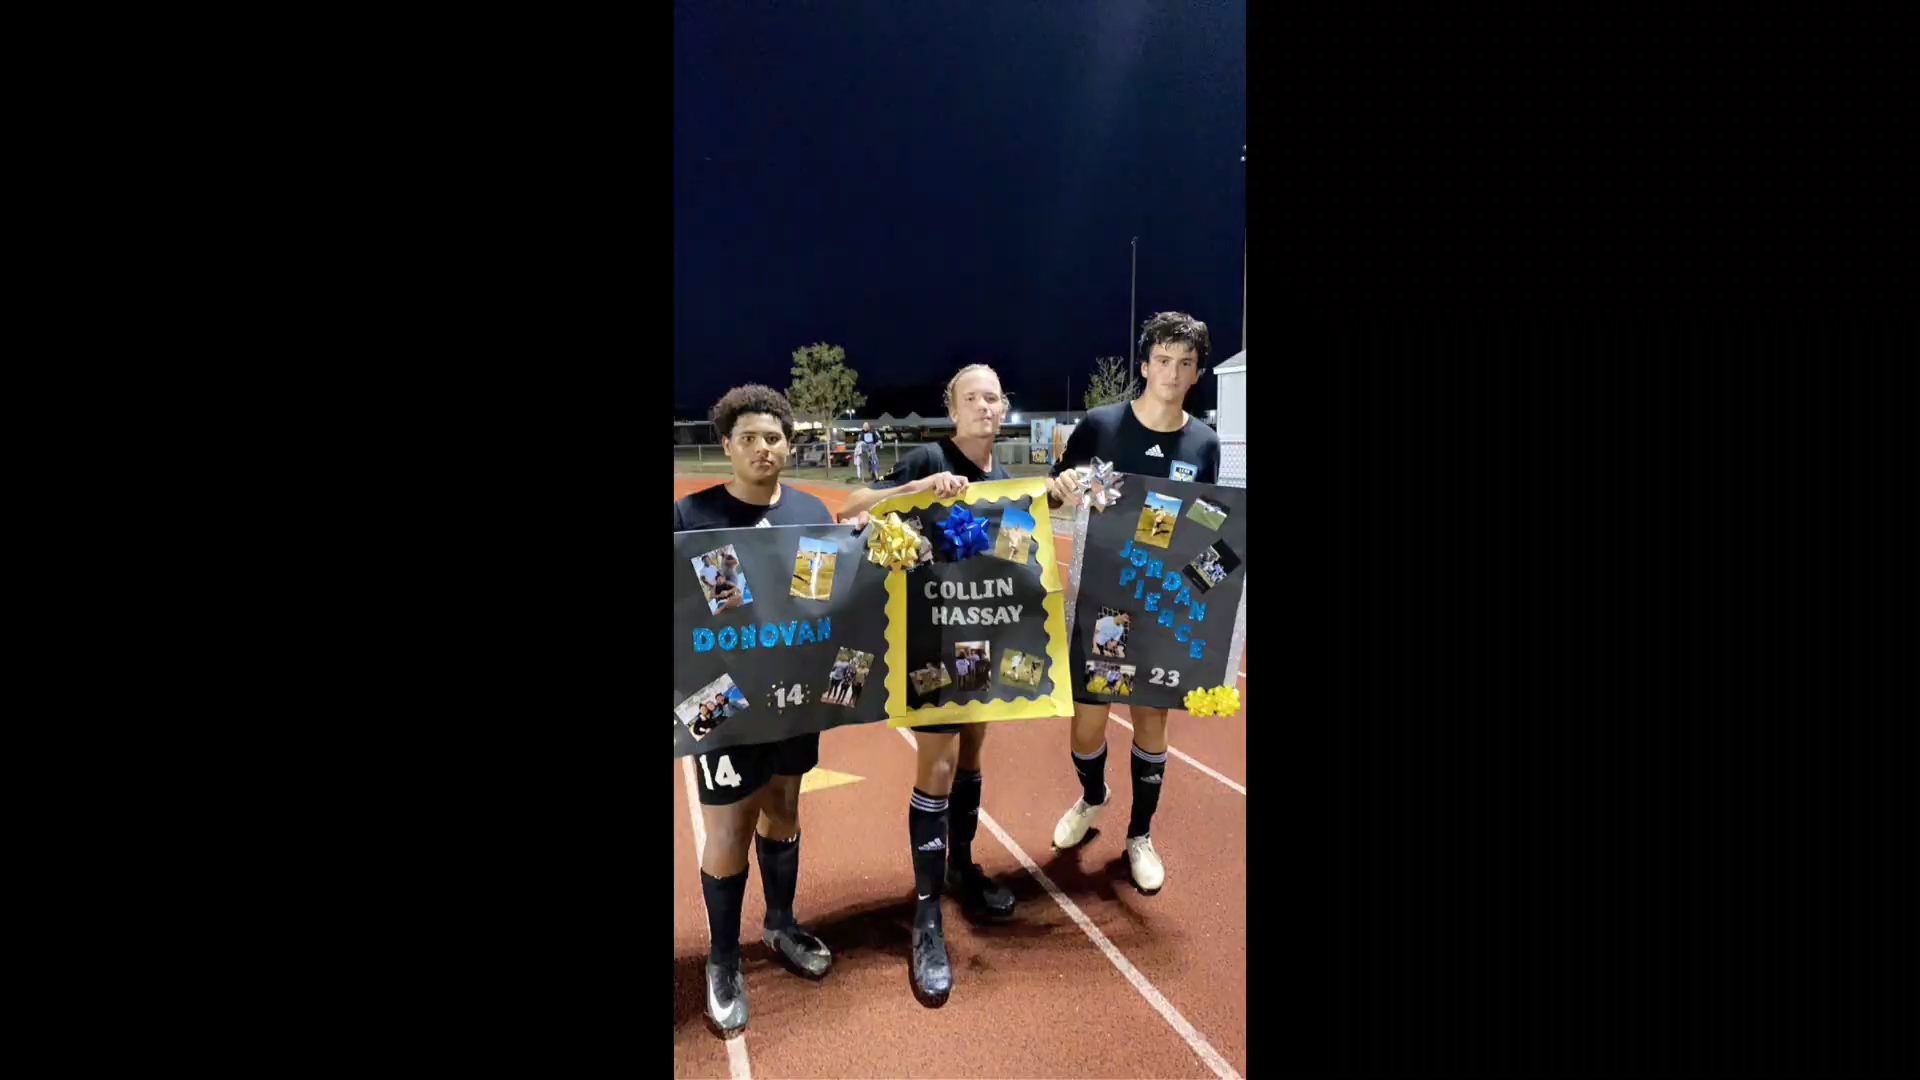 DONOVAN
14
14
COLLIN
HASSAY
JORDAN
PIERCE
23